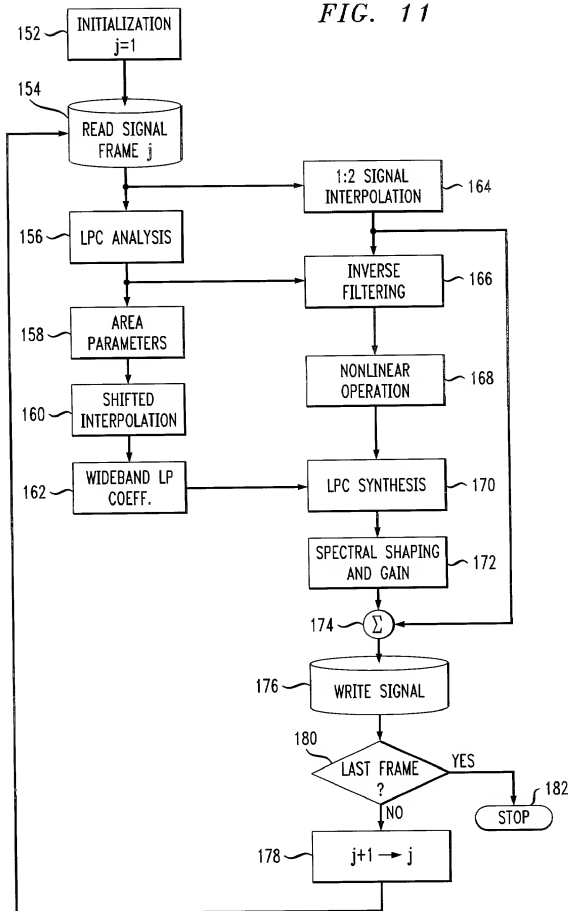 FIG. 11
152
INITIALIZATION
j=1
154
READ SIGNAL
FRAME j
1:2 SIGNAL
INTERPOLATION
164
156
LPC ANALYSIS
INVERSE
FILTERING
166
158
AREA
PARAMETERS
NONLINEAR
OPERATION
168
160
SHIFTED
INTERPOLATION
162
WIDEBAND LP
COEFF.
LPC SYNTHESIS
170
SPECTRAL SHAPING
AND GAIN
172
174
Σ
176
WRITE SIGNAL
180
LAST FRAME
?
YES
182
STOP
NO
178
j+1 → j